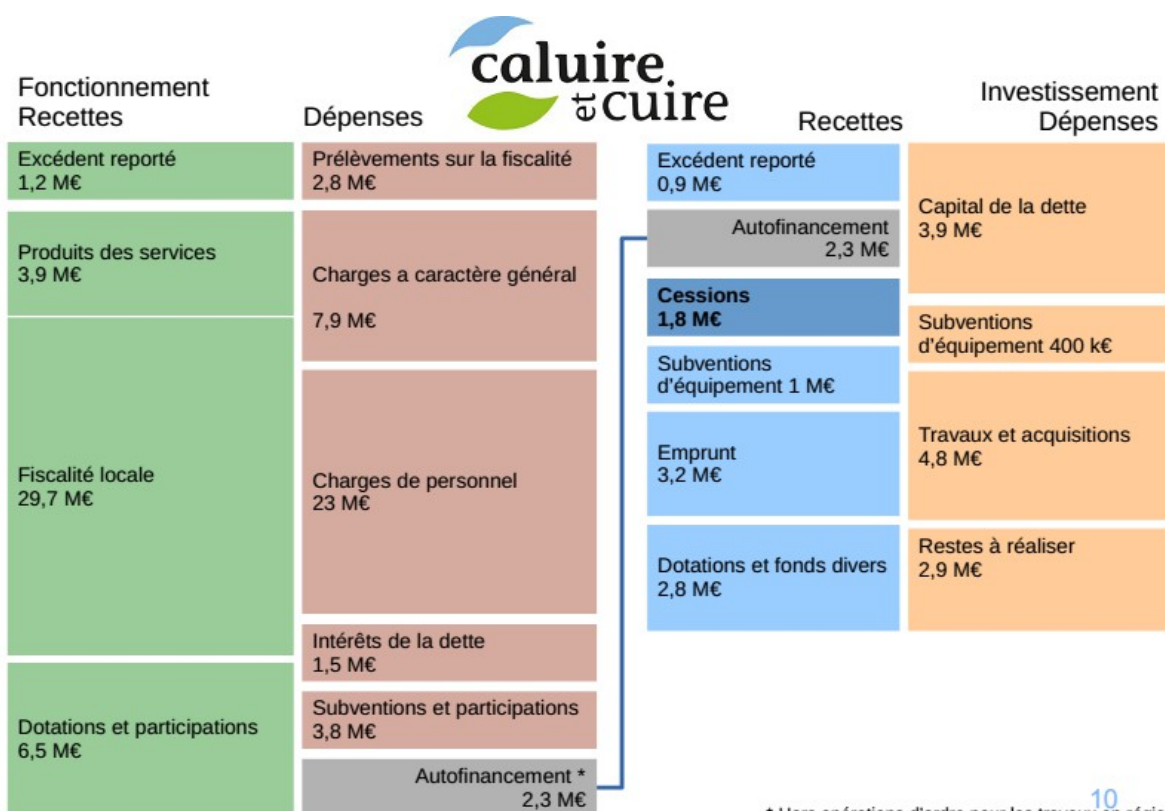 caluire
et cuire
Fonctionnement
Recettes
Dépenses
Excédent reporté
1,2 M€
Produits des services
3,9 M€
Fiscalité locale
29,7 M€
Dotations et participations
6,5 M€
Prélèvements sur la fiscalité
2,8 M€
Charges a caractère général
7,9 M€
Charges de personnel
23 M€
Intérêts de la dette
1,5 M€
Subventions et participations
3,8 M€
Autofinancement *
2,3 M€
Investissement
Recettes
Dépenses
Excédent reporté
0,9 M€
Autofinancement
2,3 M€
Cessions
1,8 M€
Subventions
d'équipement 1 M€
Emprunt
3,2 M€
Dotations et fonds divers
2,8 M€
Capital de la dette
3,9 M€
Subventions
d'équipement 400 k€
Travaux et acquisitions
4,8 M€
Restes à réaliser
2,9 M€
10
* Hors opérations d'ordre pour les travaux en régie